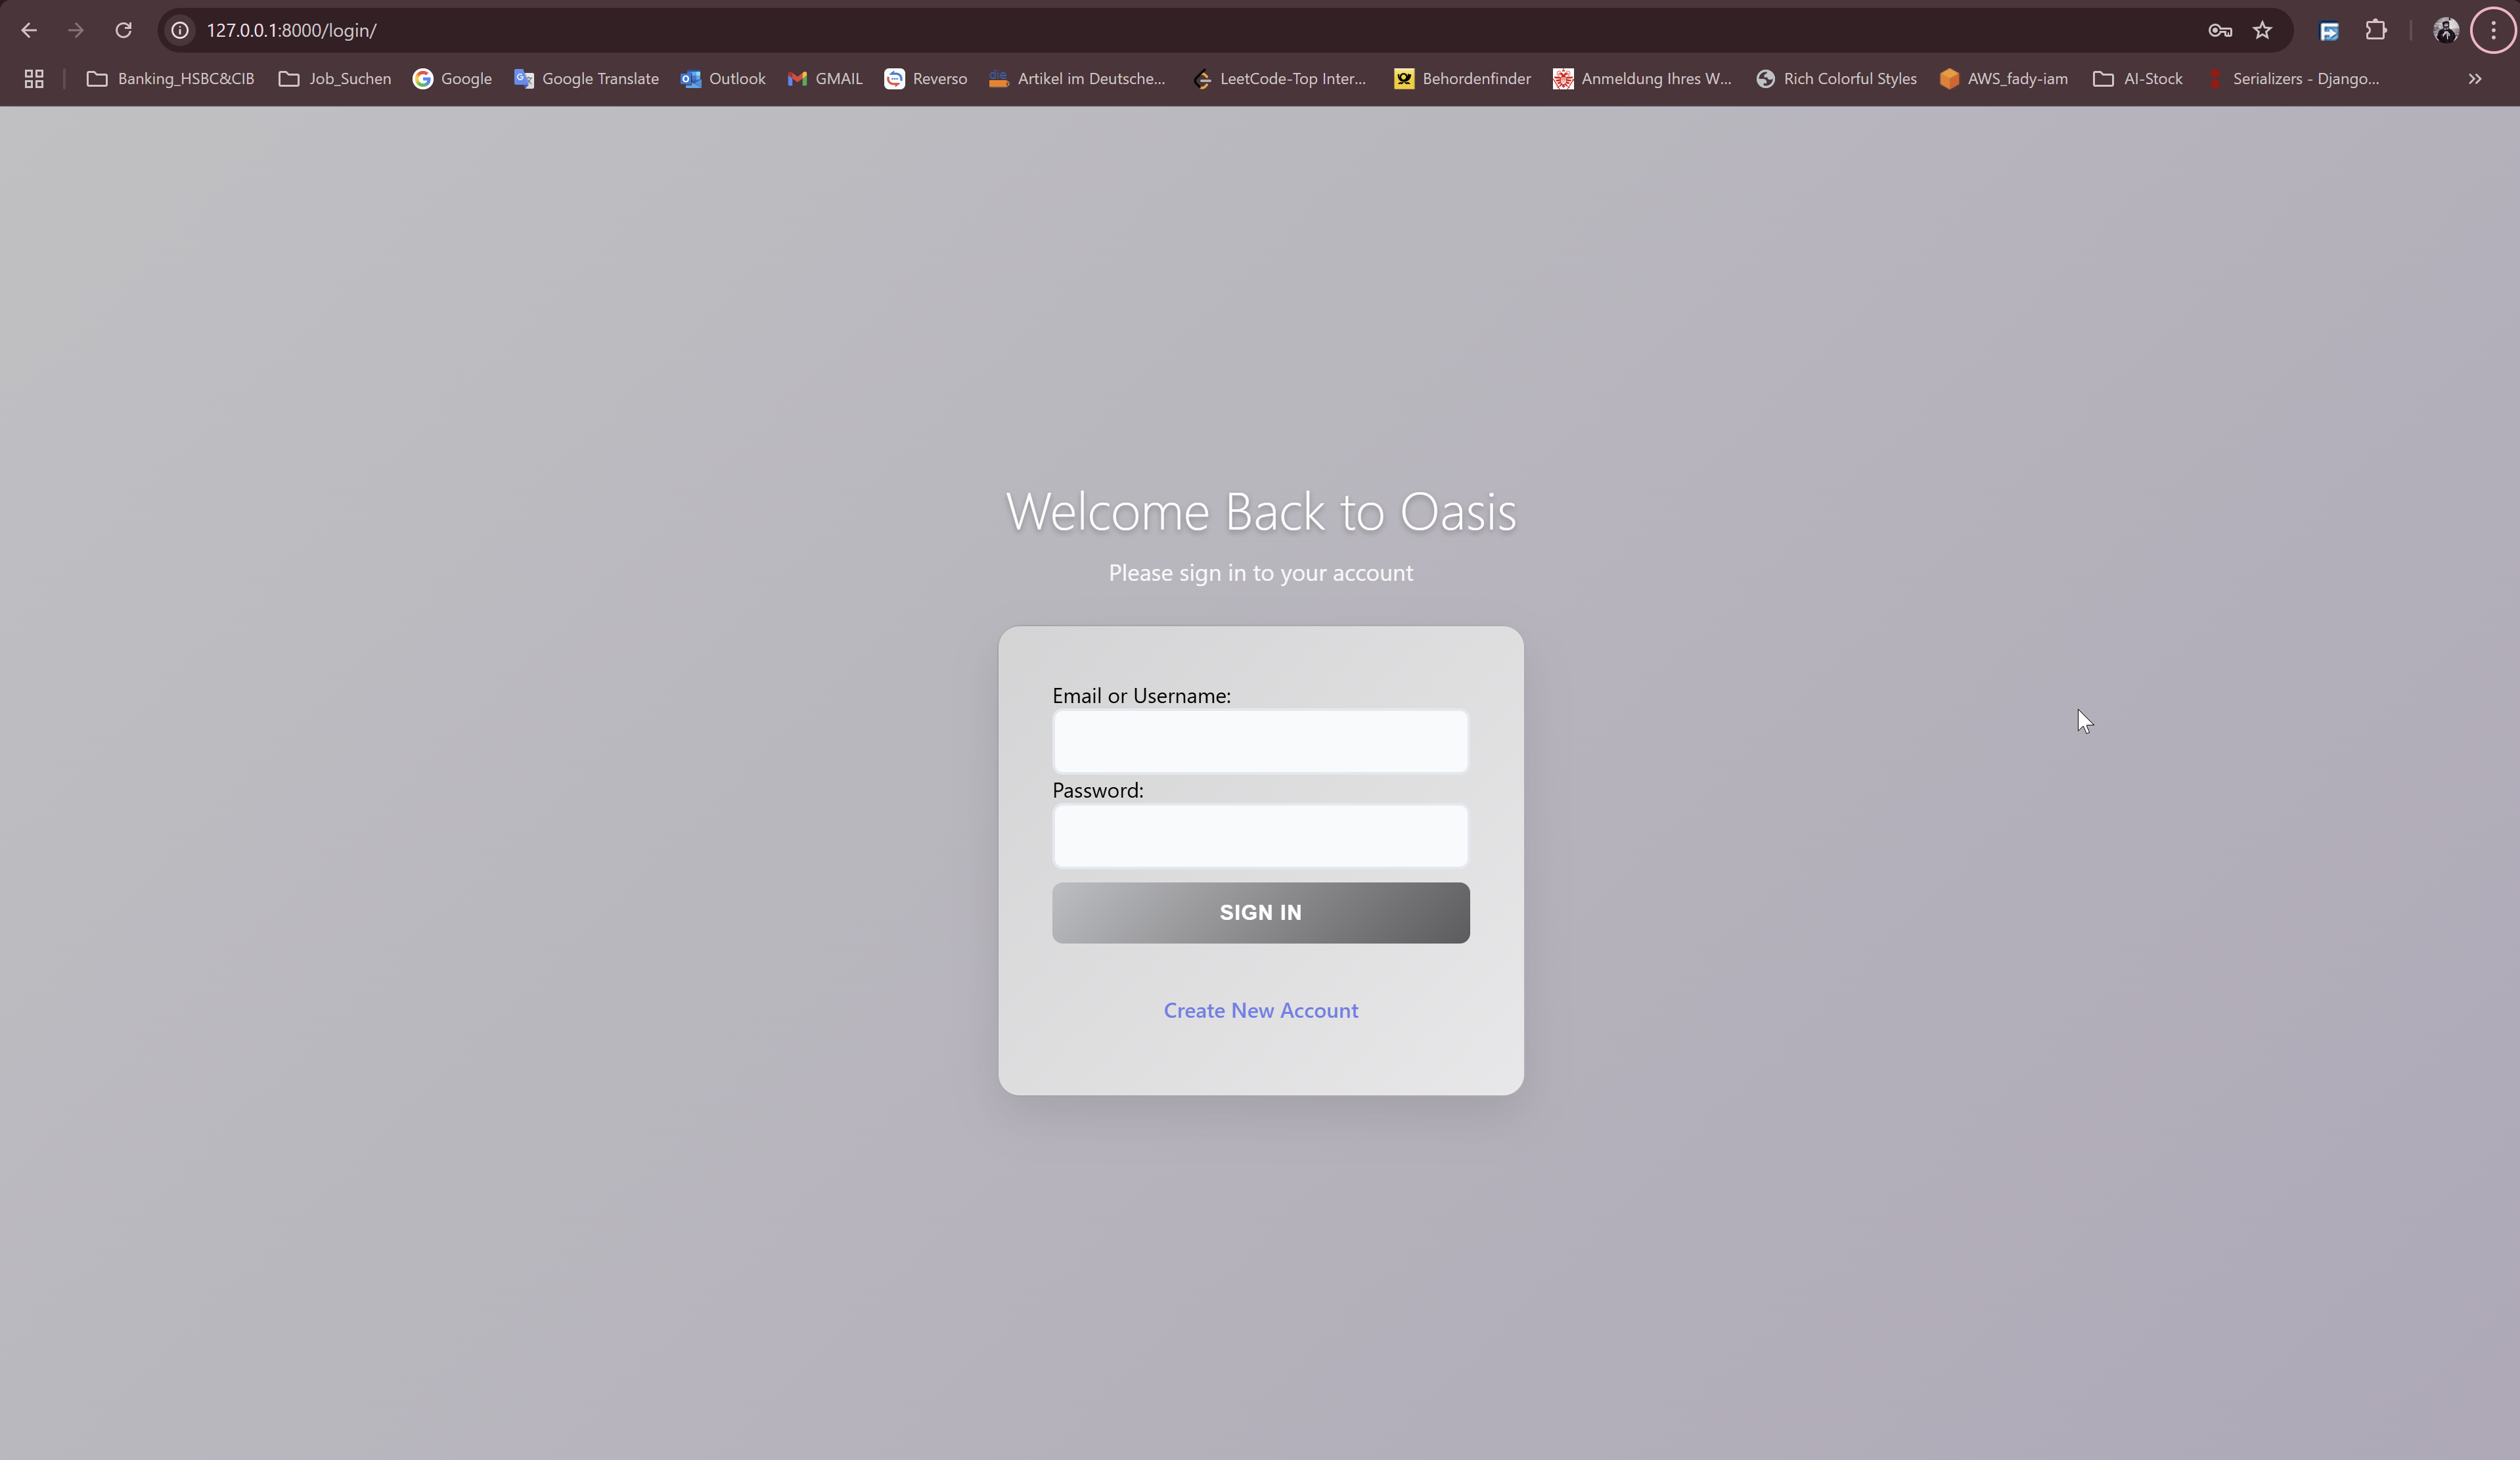 127.0.0.1:8000/login/
Banking_HSBC&CIB Job_Suchen Google Google Translate Outlook GMAIL Reverso Artikel im Deutsche... LeetCode-Top Inter... Behordenfinder Anmeldung Ihres W... Rich Colorful Styles AWS_fady-iam AI-Stock Serializers - Django...
Welcome Back to Oasis
Please sign in to your account
Email or Username:
Password:
SIGN IN
Create New Account